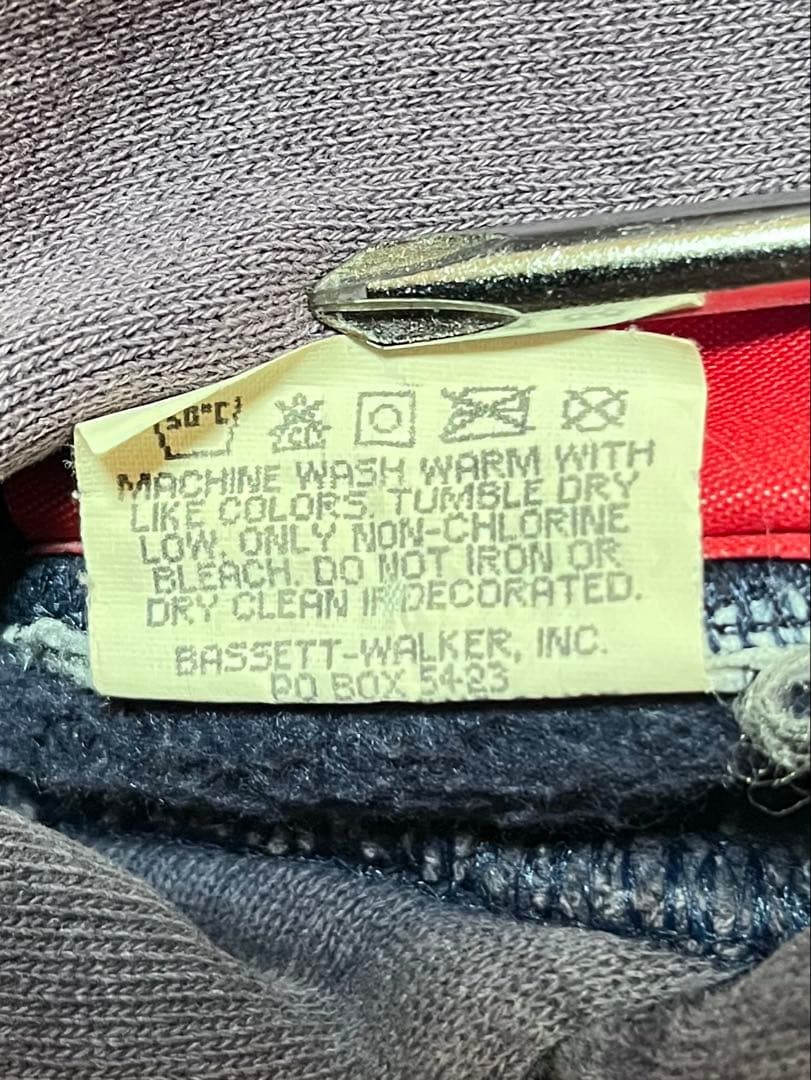 50°C CL
MACHINE WASH WARM WITH
LIKE COLORS. TUMBLE DRY
LOW. ONLY NON-CHLORINE
BLEACH. DO NOT IRON OR
DRY CLEAN IF DECORATED.
BASSETT-WALKER, INC.
PO BOX 5423